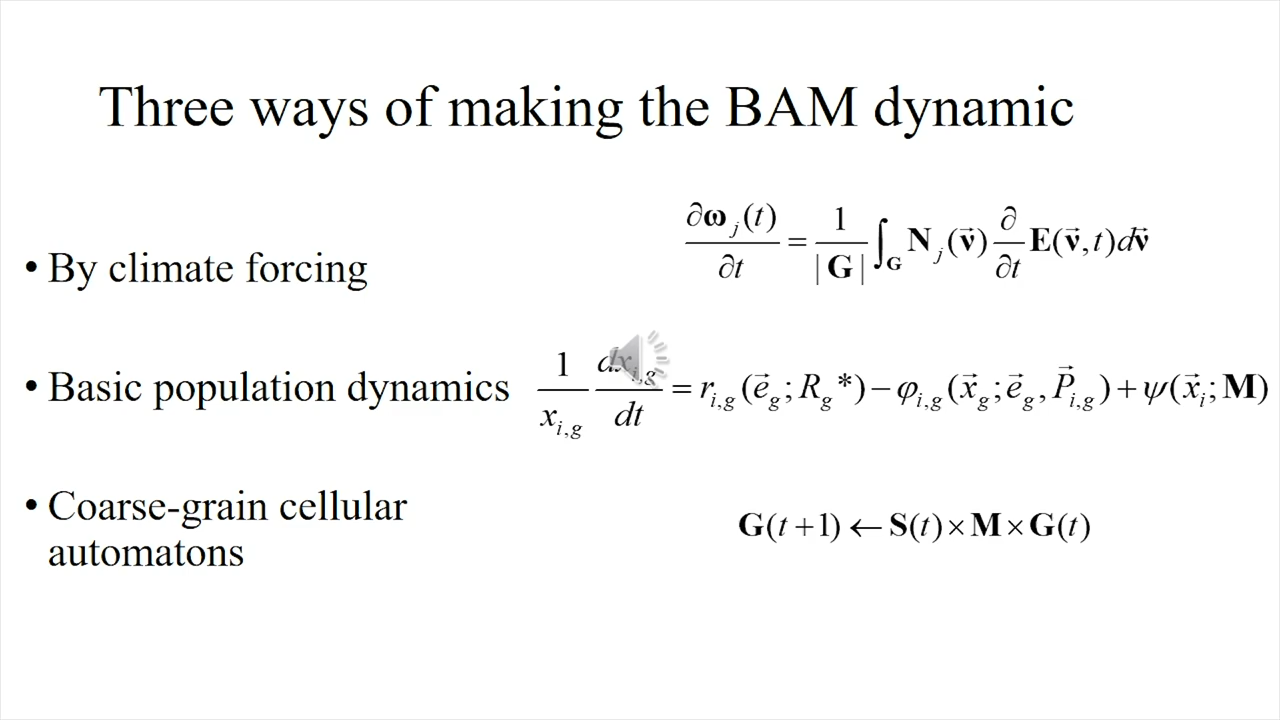 Three ways of making the BAM dynamic
• By climate forcing
∂ω_j(t)/∂t = 1/|G| ∫_G N_j(v⃗) ∂/∂t E(v⃗, t)dv⃗
• Basic population dynamics
1/x_{i,g} dx_{i,g}/dt = r_{i,g}(e⃗_g; R_g*) − φ_{i,g}(x⃗_g; e⃗_g, P⃗_{i,g}) + ψ(x⃗_i; M)
• Coarse-grain cellular
automatons
G(t+1) ← S(t) × M × G(t)